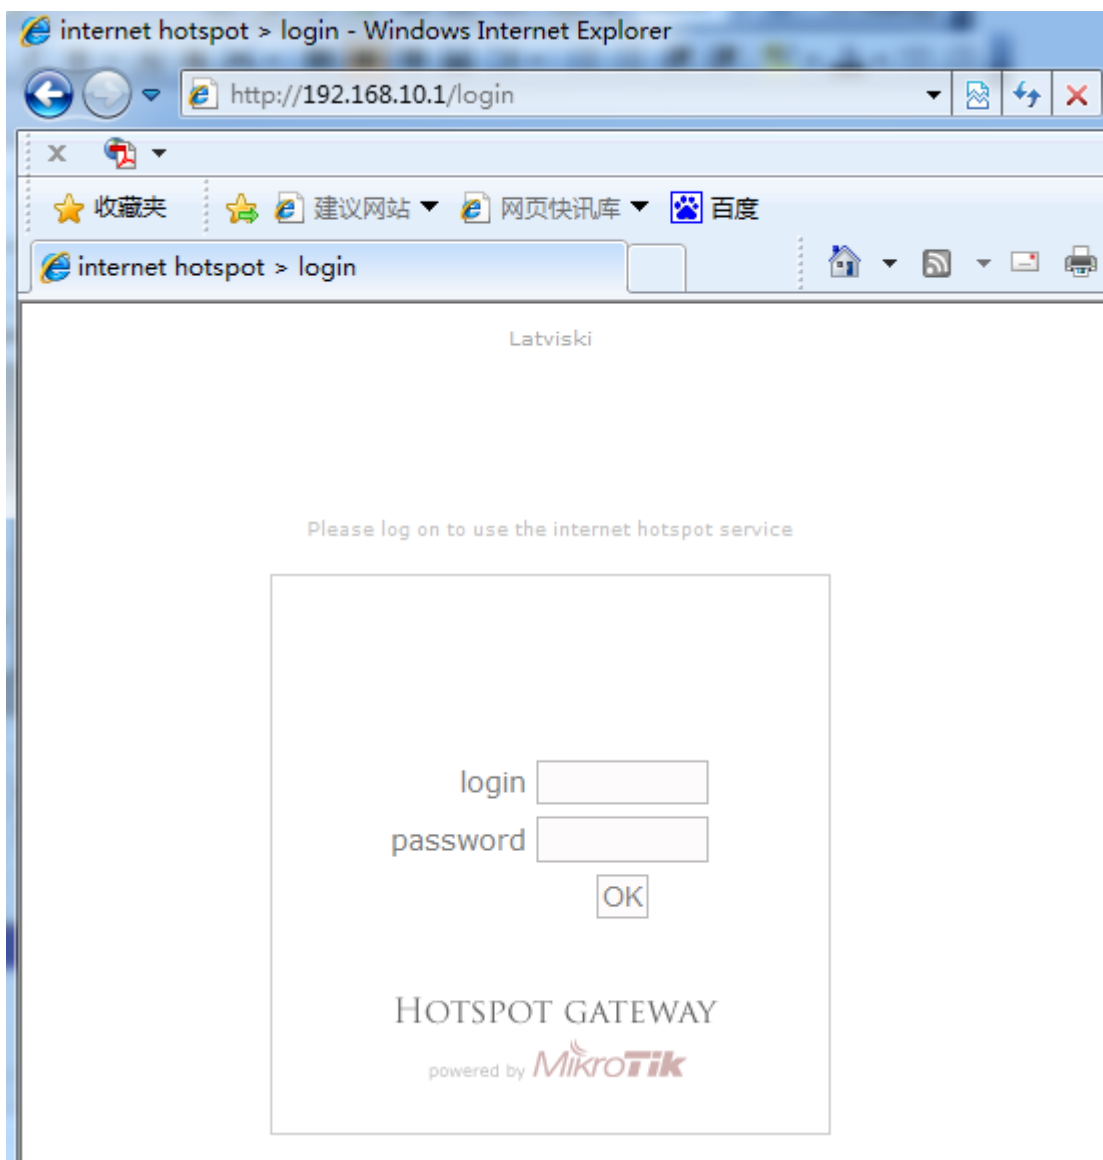 internet hotspot > login - Windows Internet Explorer
http://192.168.10.1/login
x
收藏夹 建议网站 网页快讯库 百度
internet hotspot > login
Latviski
Please log on to use the internet hotspot service
login
password
OK
HOTSPOT GATEWAY
powered by MikroTik